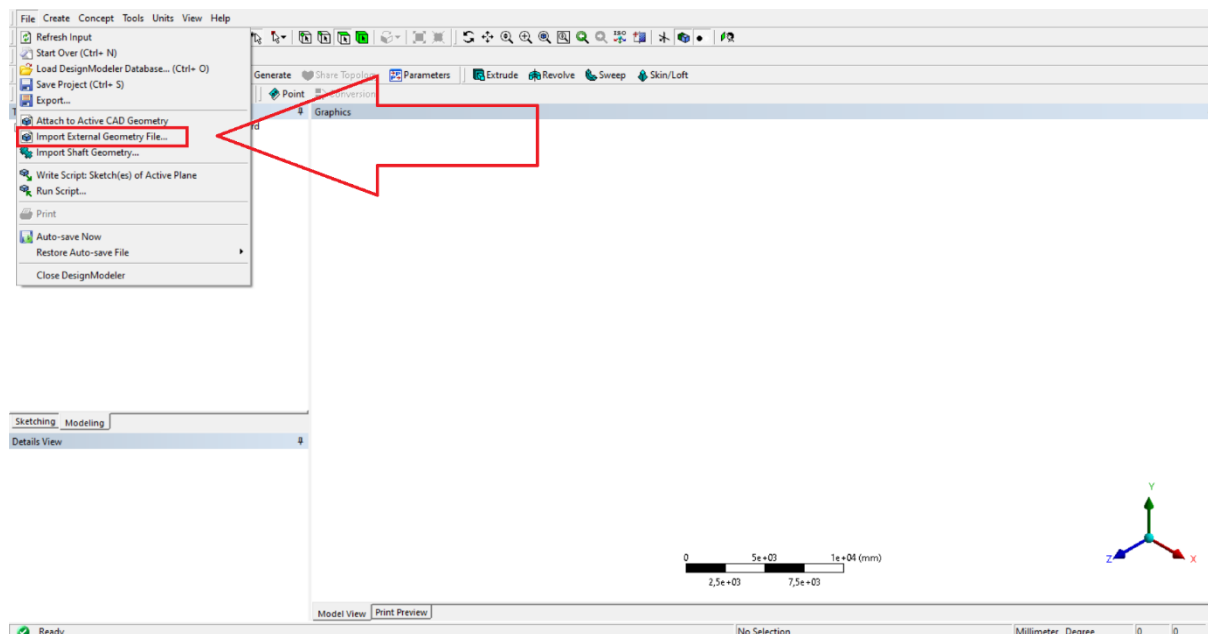 File Create Concept Tools Units View Help
Refresh Input
Start Over (Ctrl+ N)
Load DesignModeler Database... (Ctrl+ O)
Save Project (Ctrl+ S)
Export...
Attach to Active CAD Geometry
Import External Geometry File...
Import Shaft Geometry...
Write Script: Sketch(es) of Active Plane
Run Script...
Print
Auto-save Now
Restore Auto-save File
Close DesignModeler
ISO
Generate Share Topology Parameters Extrude Revolve Sweep Skin/Loft
Point Conversion
Graphics
Sketching Modeling
Details View
Y
Z X
0 5e+03 1e+04 (mm)
2,5e+03 7,5e+03
Model View Print Preview
Ready No Selection Millimeter Degree 0 0